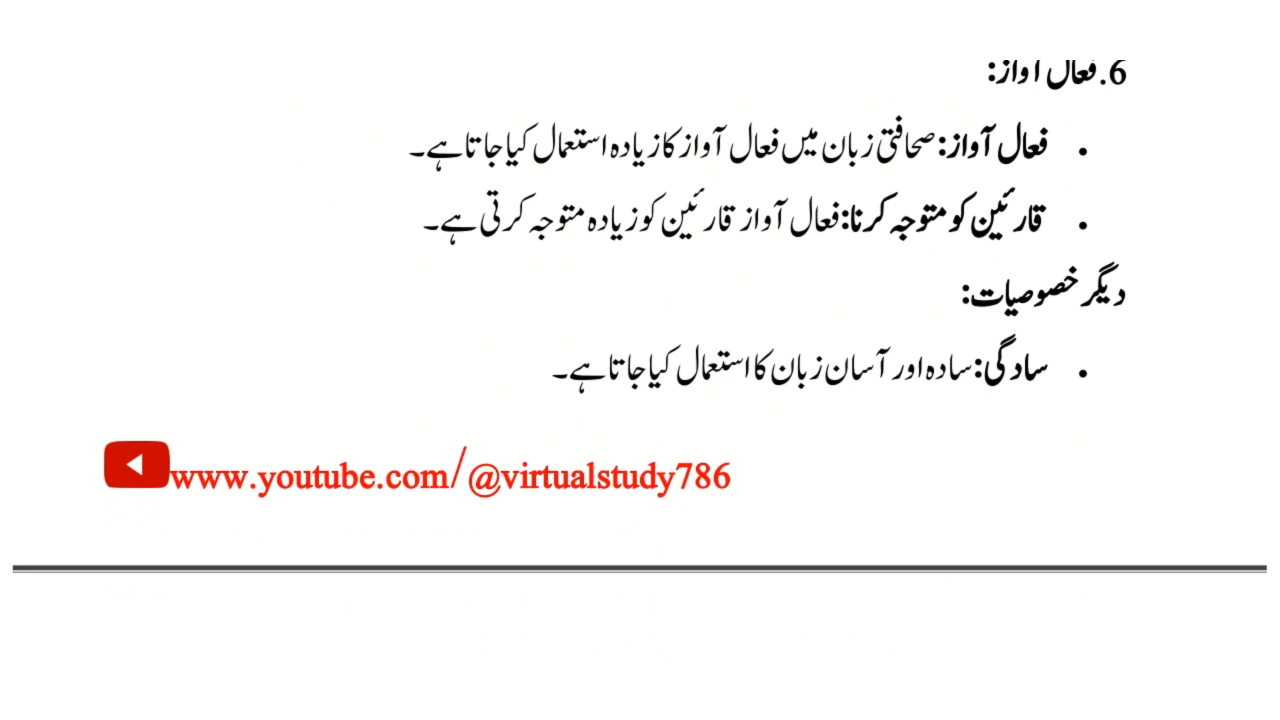 6. فعال آواز:
• فعال آواز: صحافتی زبان میں فعال آواز کا زیادہ استعمال کیا جاتا ہے۔
• قارئین کو متوجہ کرنا: فعال آواز قارئین کو زیادہ متوجہ کرتی ہے۔
دیگر خصوصیات:
• سادگی: سادہ اور آسان زبان کا استعمال کیا جاتا ہے۔
www.youtube.com/@virtualstudy786